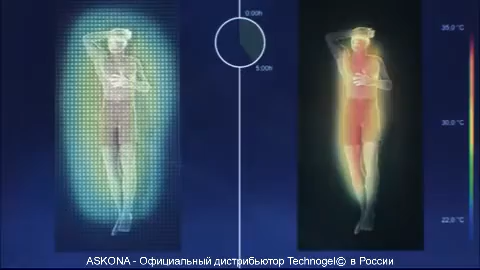 0:00h
5:00h
35,0 °C
30,0 °C
22,0 °C
ASKONA - Официальный дистрибьютор Technogel© в России